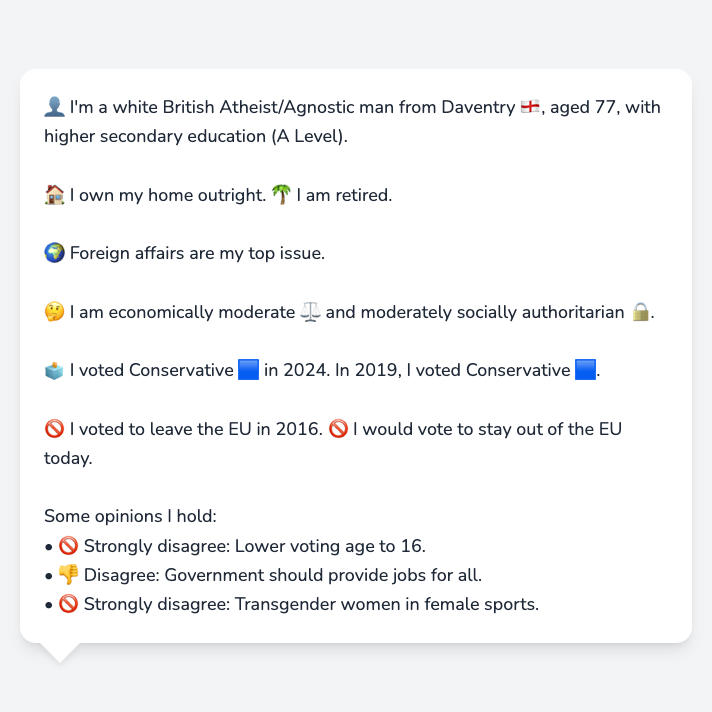 👤 I'm a white British Atheist/Agnostic man from Daventry 🏴󠁧󠁢󠁥󠁮󠁧󠁿, aged 77, with
higher secondary education (A Level).
🏠 I own my home outright. 🌴 I am retired.
🌍 Foreign affairs are my top issue.
🤔 I am economically moderate ⚖️ and moderately socially authoritarian 🔒.
🗳️ I voted Conservative 🟦 in 2024. In 2019, I voted Conservative 🟦.
🚫 I voted to leave the EU in 2016. 🚫 I would vote to stay out of the EU
today.
Some opinions I hold:
• 🚫 Strongly disagree: Lower voting age to 16.
• 👎 Disagree: Government should provide jobs for all.
• 🚫 Strongly disagree: Transgender women in female sports.